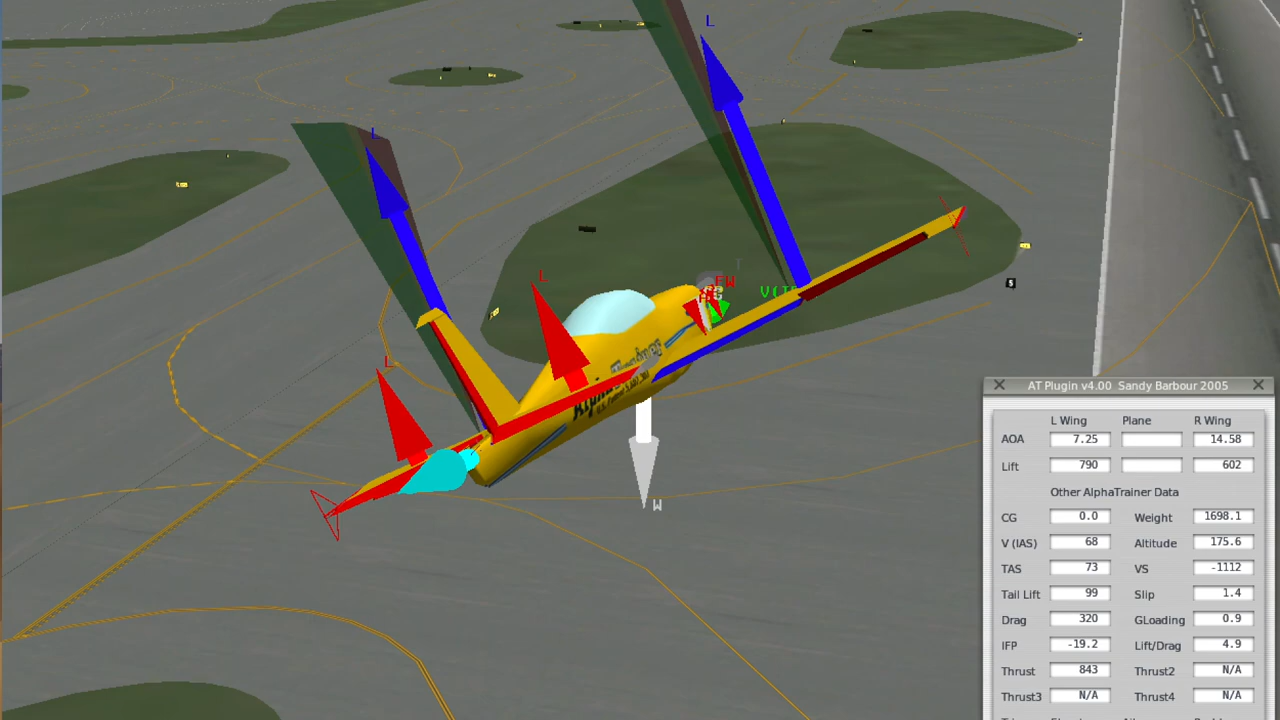 L
L
L
L
FW
V(T
W
AT Plugin v4.00 Sandy Barbour 2005
L Wing Plane R Wing
AOA 7.25 14.58
Lift 790 602
Other AlphaTrainer Data
CG 0.0 Weight 1698.1
V (IAS) 68 Altitude 175.6
TAS 73 VS -1112
Tail Lift 99 Slip 1.4
Drag 320 GLoading 0.9
IFP -19.2 Lift/Drag 4.9
Thrust 843 Thrust2 N/A
Thrust3 N/A Thrust4 N/A